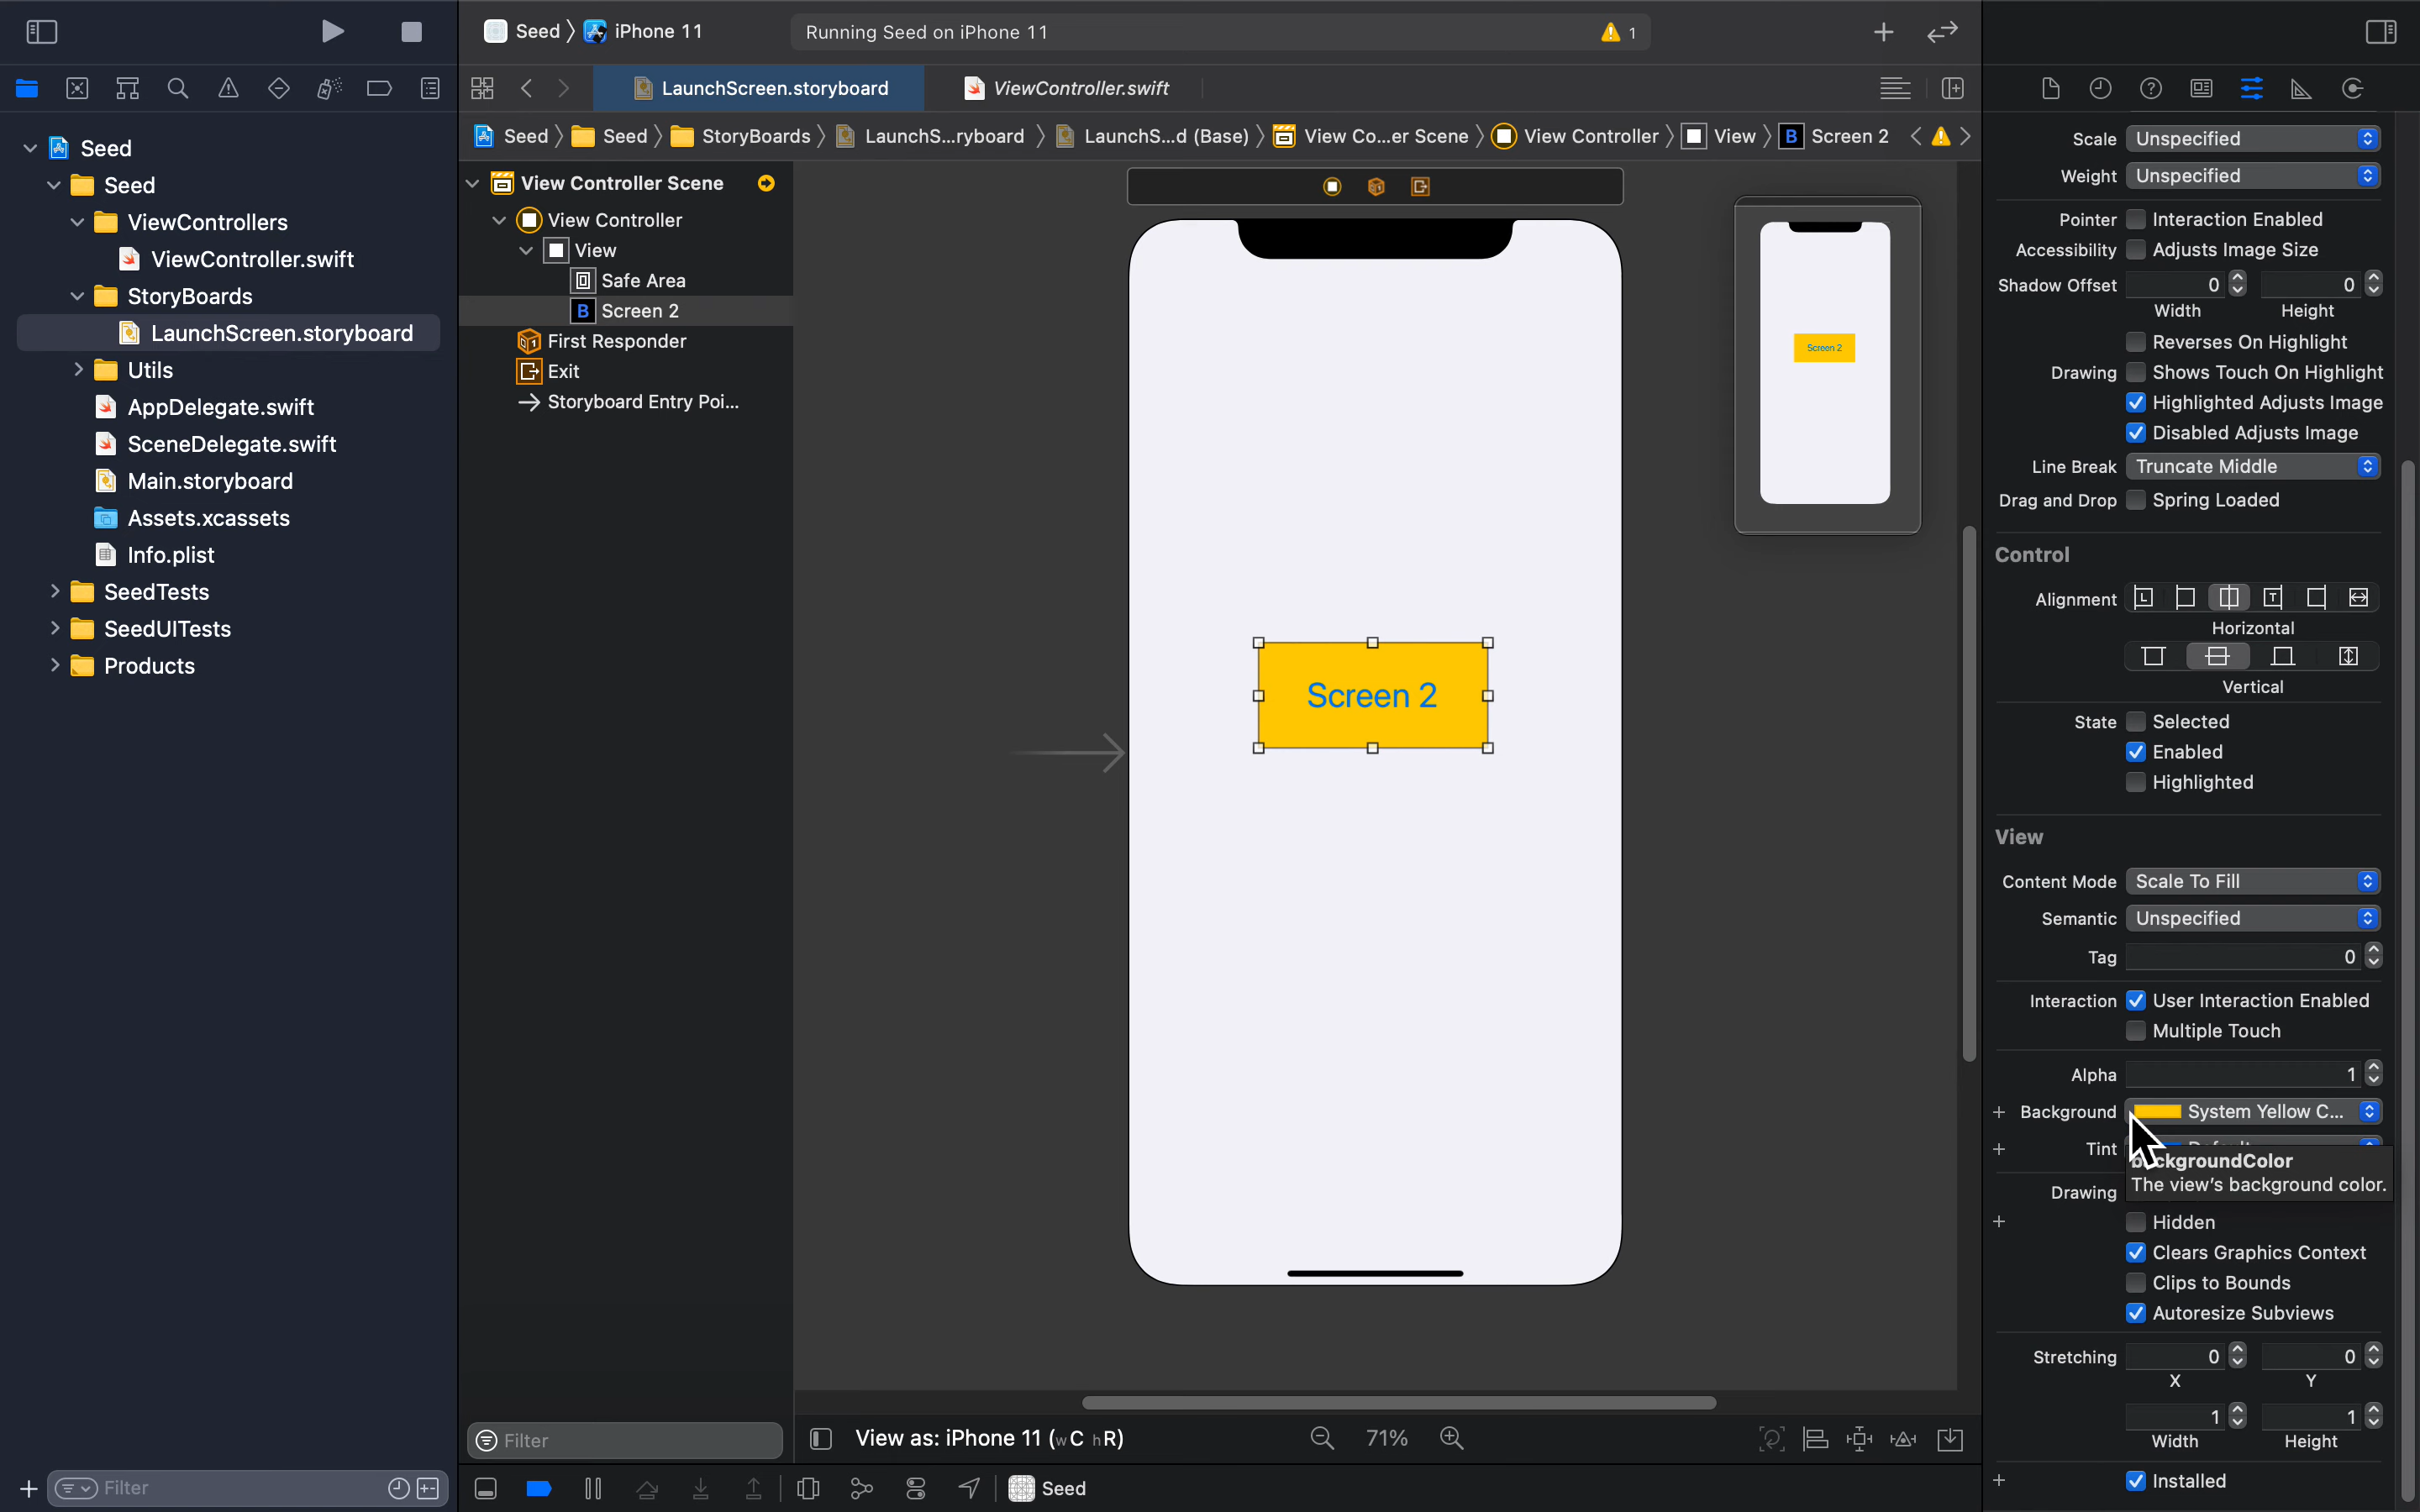 Seed
iPhone 11
Running Seed on iPhone 11
1
LaunchScreen.storyboard
ViewController.swift
Seed
Seed
StoryBoards
LaunchS...ryboard
LaunchS...d (Base)
View Co...er Scene
View Controller
View
B
Screen 2
Seed
Seed
ViewControllers
ViewController.swift
StoryBoards
LaunchScreen.storyboard
Utils
AppDelegate.swift
SceneDelegate.swift
Main.storyboard
Assets.xcassets
Info.plist
SeedTests
SeedUITests
Products
Filter
View Controller Scene
View Controller
View
Safe Area
B
Screen 2
First Responder
Exit
Storyboard Entry Poi...
Filter
Screen 2
Screen 2
View as: iPhone 11 (wC hR)
71%
Seed
Scale
Unspecified
Weight
Unspecified
Pointer
Interaction Enabled
Accessibility
Adjusts Image Size
Shadow Offset
0
0
Width
Height
Reverses On Highlight
Drawing
Shows Touch On Highlight
Highlighted Adjusts Image
Disabled Adjusts Image
Line Break
Truncate Middle
Drag and Drop
Spring Loaded
Control
Alignment
Horizontal
Vertical
State
Selected
Enabled
Highlighted
View
Content Mode
Scale To Fill
Semantic
Unspecified
Tag
0
Interaction
User Interaction Enabled
Multiple Touch
Alpha
1
Background
System Yellow C...
Tint
backgroundColor
The view's background color.
Drawing
Hidden
Clears Graphics Context
Clips to Bounds
Autoresize Subviews
Stretching
0
0
X
Y
1
1
Width
Height
Installed